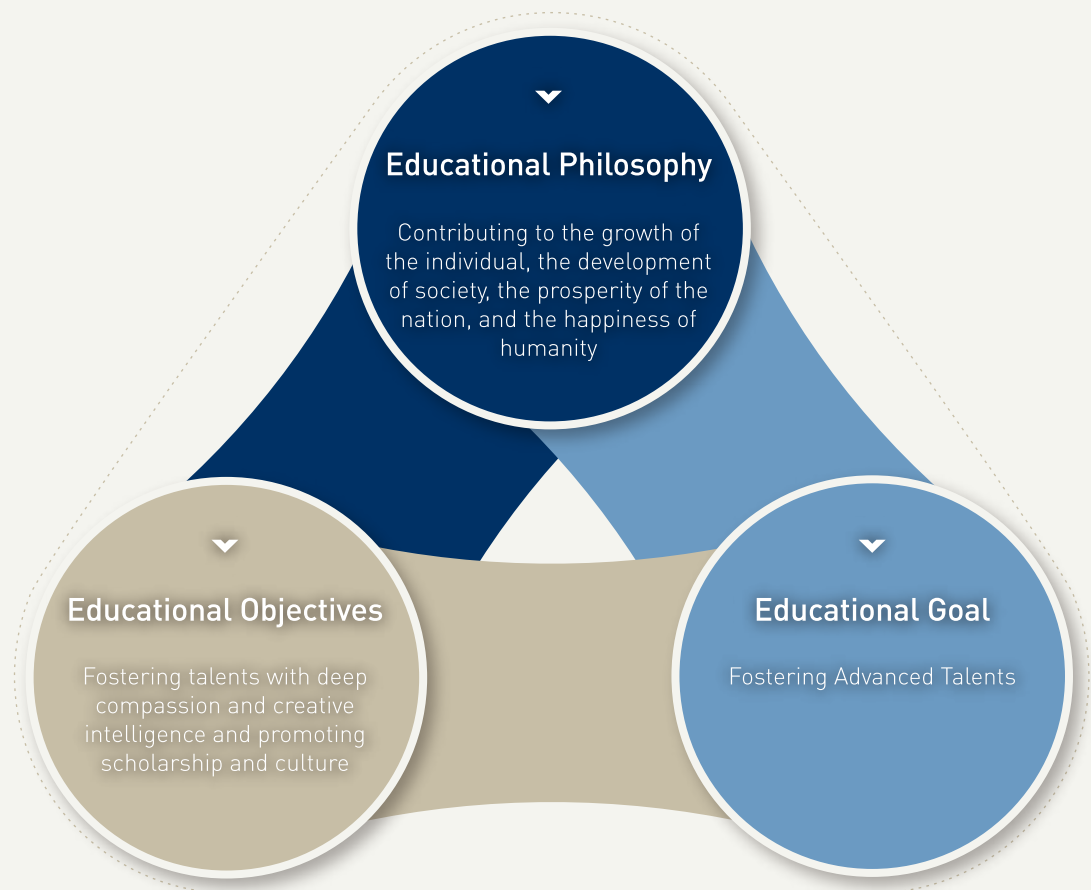 Educational Philosophy
Contributing to the growth of
the individual, the development
of society, the prosperity of the
nation, and the happiness of
humanity
Educational Objectives
Fostering talents with deep
compassion and creative
intelligence and promoting
scholarship and culture
Educational Goal
Fostering Advanced Talents